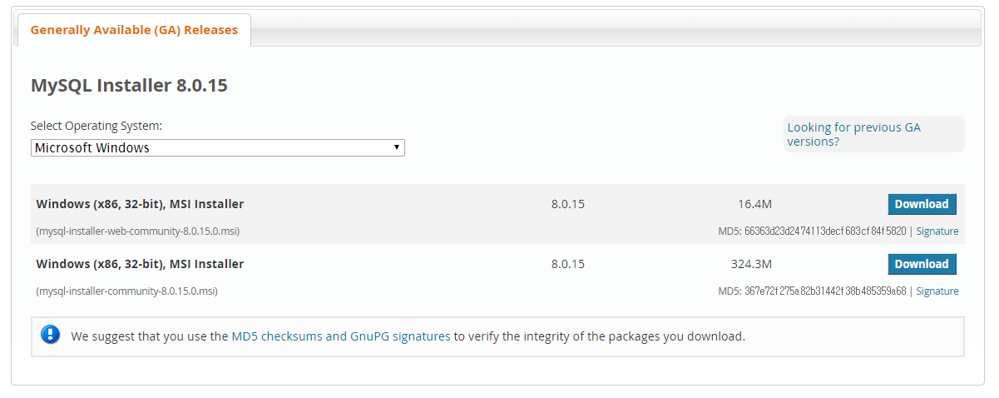 Generally Available (GA) Releases
MySQL Installer 8.0.15
Select Operating System:
Microsoft Windows
Looking for previous GA
versions?
Windows (x86, 32-bit), MSI Installer 8.0.15 16.4M Download
(mysql-installer-web-community-8.0.15.0.msi) MD5: 66363d23d2474113decf683cf84f5820 | Signature
Windows (x86, 32-bit), MSI Installer 8.0.15 324.3M Download
(mysql-installer-community-8.0.15.0.msi) MD5: 367e72f275a82b31442f38b485359a68 | Signature
We suggest that you use the MD5 checksums and GnuPG signatures to verify the integrity of the packages you download.